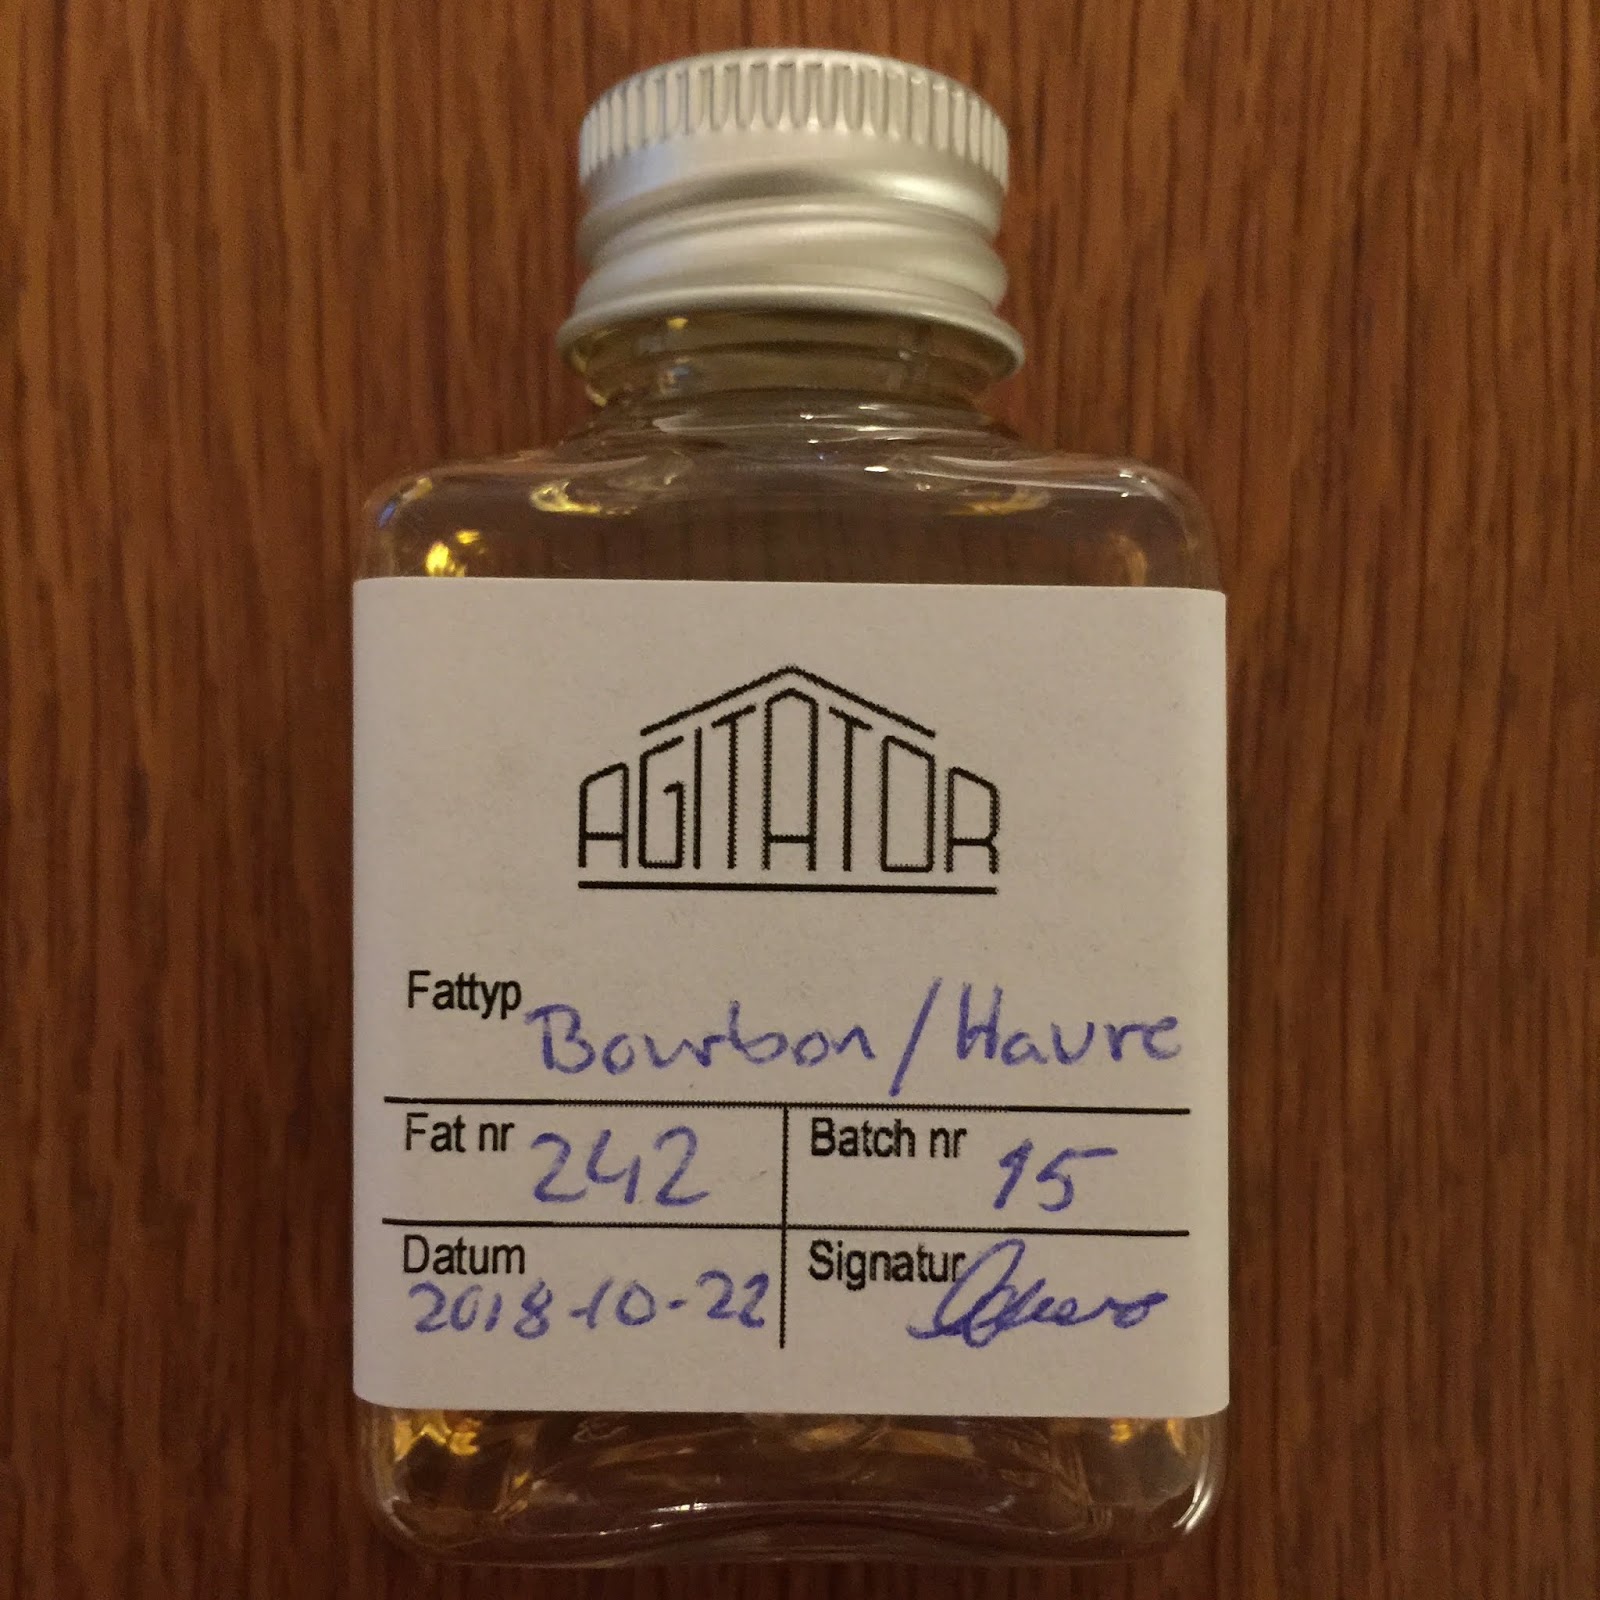 AGITATOR
Fattyp Bourbon/Havre
Fat nr 242 Batch nr 15
Datum Signatur
2018-10-22